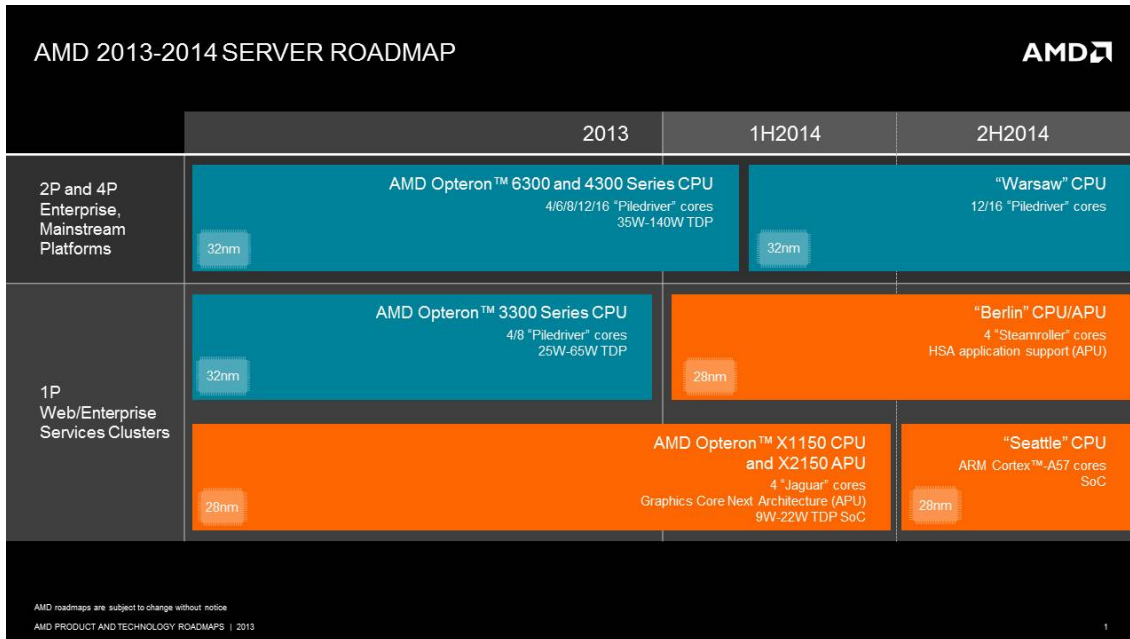 AMD 2013-2014 SERVER ROADMAP
AMD
2013
1H2014
2H2014
2P and 4P
Enterprise,
Mainstream
Platforms
AMD Opteron™ 6300 and 4300 Series CPU
4/6/8/12/16 "Piledriver" cores
35W-140W TDP
32nm
"Warsaw" CPU
12/16 "Piledriver" cores
32nm
1P
Web/Enterprise
Services Clusters
AMD Opteron™ 3300 Series CPU
4/8 "Piledriver" cores
25W-65W TDP
32nm
"Berlin" CPU/APU
4 "Steamroller" cores
HSA application support (APU)
28nm
AMD Opteron™ X1150 CPU
and X2150 APU
4 "Jaguar" cores
Graphics Core Next Architecture (APU)
9W-22W TDP SoC
28nm
"Seattle" CPU
ARM Cortex™-A57 cores
SoC
28nm
AMD roadmaps are subject to change without notice
AMD PRODUCT AND TECHNOLOGY ROADMAPS | 2013
1